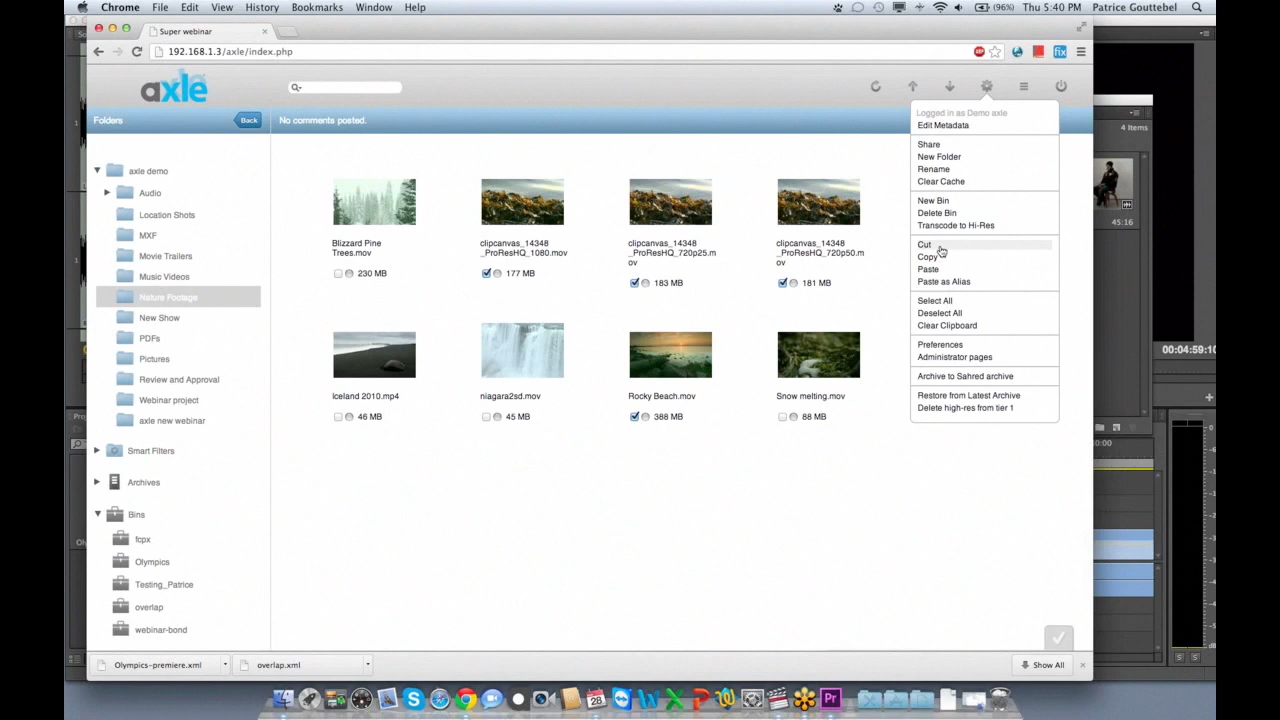 Chrome File Edit View History Bookmarks Window Help
(96%) Thu 5:40 PM Patrice Gouttebel
Super webinar
192.168.1.3/axle/index.php
ABP
fix
axle
Folders
Back
No comments posted.
axle demo
Audio
Location Shots
MXF
Movie Trailers
Music Videos
Nature Footage
New Show
PDFs
Pictures
Review and Approval
Webinar project
axle new webinar
Smart Filters
Archives
Bins
fcpx
Olympics
Testing_Patrice
overlap
webinar-bond
Blizzard Pine
Trees.mov
230 MB
clipcanvas_14348
_ProResHQ_1080.mov
177 MB
clipcanvas_14348
_ProResHQ_720p25.m
ov
183 MB
clipcanvas_14348
_ProResHQ_720p50.m
ov
181 MB
Iceland 2010.mp4
46 MB
niagara2sd.mov
45 MB
Rocky Beach.mov
388 MB
Snow melting.mov
88 MB
Logged in as Demo axle
Edit Metadata
Share
New Folder
Rename
Clear Cache
New Bin
Delete Bin
Transcode to Hi-Res
Cut
Copy
Paste
Paste as Alias
Select All
Deselect All
Clear Clipboard
Preferences
Administrator pages
Archive to Sahred archive
Restore from Latest Archive
Delete high-res from tier 1
4 Items
45:16
00:04:59:10
00:00
Olympics-premiere.xml
overlap.xml
Show All
28
Pr
S S